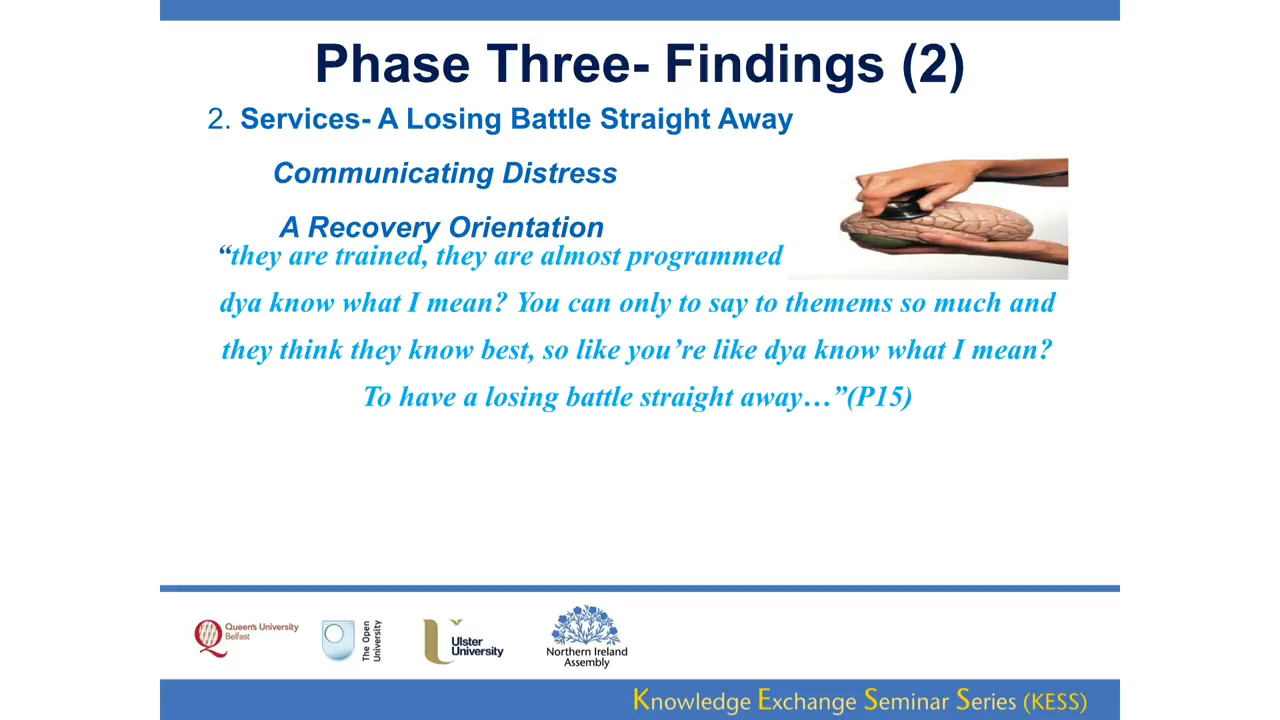 Phase Three- Findings (2)
2. Services- A Losing Battle Straight Away
Communicating Distress
A Recovery Orientation
“they are trained, they are almost programmed
dya know what I mean? You can only to say to themems so much and
they think they know best, so like you’re like dya know what I mean?
To have a losing battle straight away…”(P15)
Queen's University
Belfast
The Open
University
Ulster
University
Northern Ireland
Assembly
Knowledge Exchange Seminar Series (KESS)